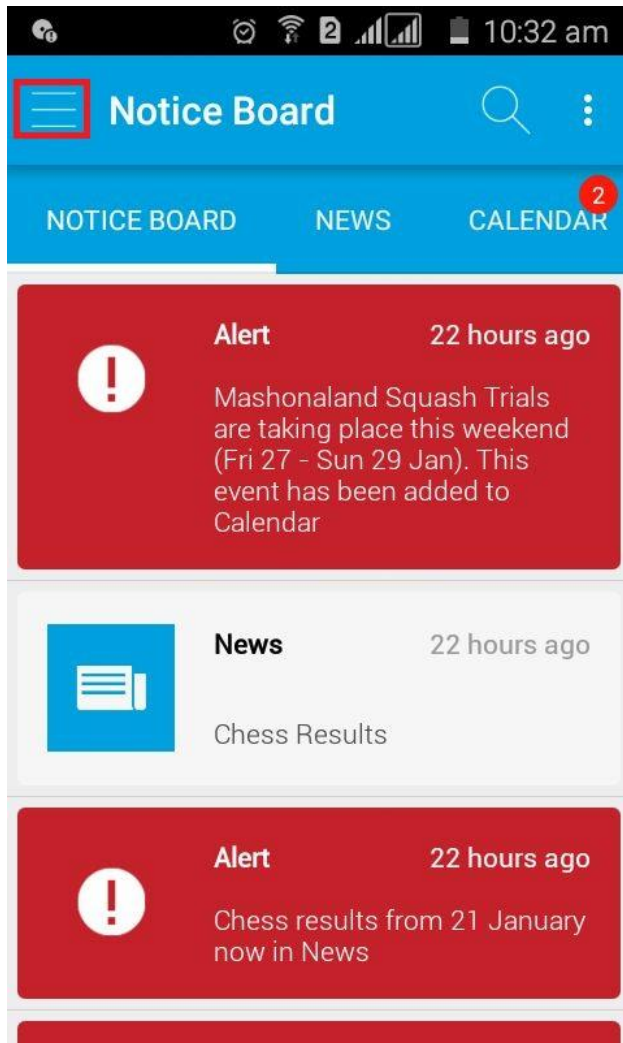 2 10:32 am
Notice Board
2
NOTICE BOARD NEWS CALENDAR
Alert 22 hours ago
Mashonaland Squash Trials
are taking place this weekend
(Fri 27 - Sun 29 Jan). This
event has been added to
Calendar
News 22 hours ago
Chess Results
Alert 22 hours ago
Chess results from 21 January
now in News